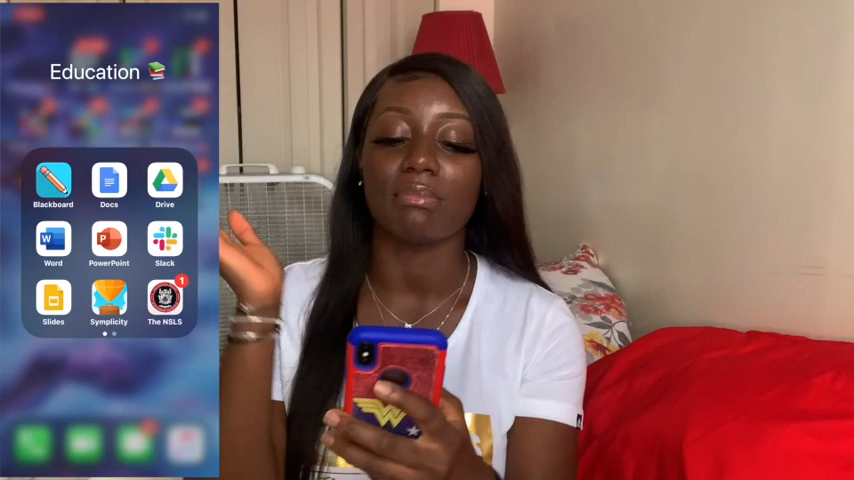 Education 📚
Blackboard Docs Drive
W P
Word PowerPoint Slack
1
Slides Symplicity The NSLS
W